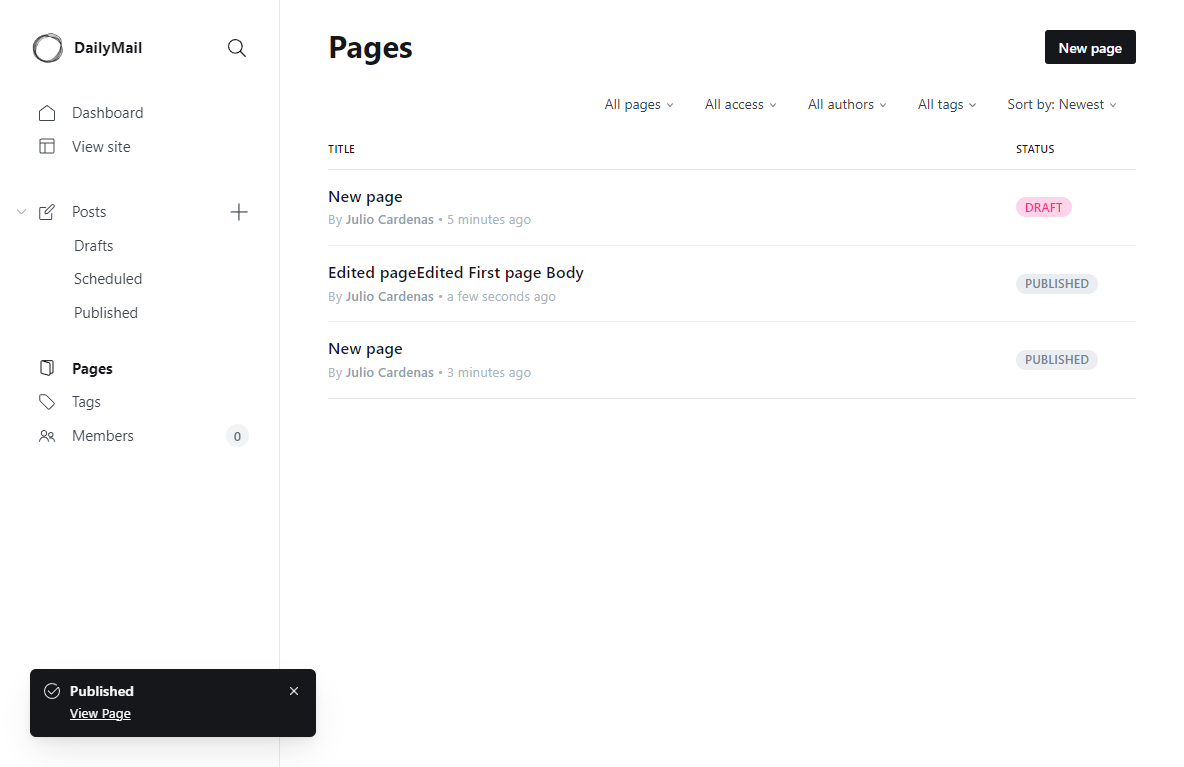 DailyMail
Dashboard
View site
Posts
Drafts
Scheduled
Published
Pages
Tags
Members
0
Pages
New page
All pages
All access
All authors
All tags
Sort by: Newest
TITLE
STATUS
New page
By Julio Cardenas • 5 minutes ago
DRAFT
Edited pageEdited First page Body
By Julio Cardenas • a few seconds ago
PUBLISHED
New page
By Julio Cardenas • 3 minutes ago
PUBLISHED
Published
View Page